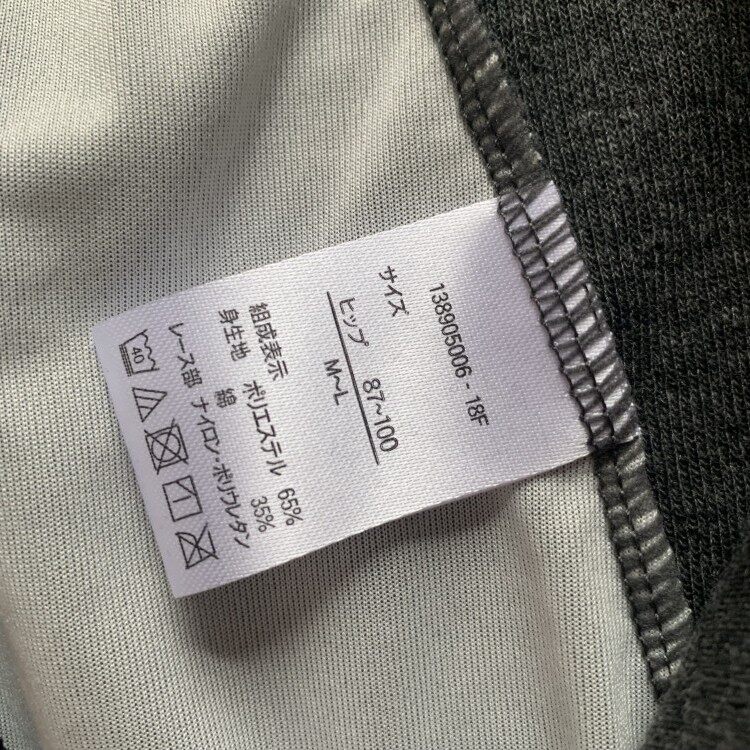 138905006 - 18F
サイズ
ヒップ 87~100
M~L
組成表示
身生地 ポリエステル 65%
綿 35%
レース部 ナイロン・ポリウレタン
40